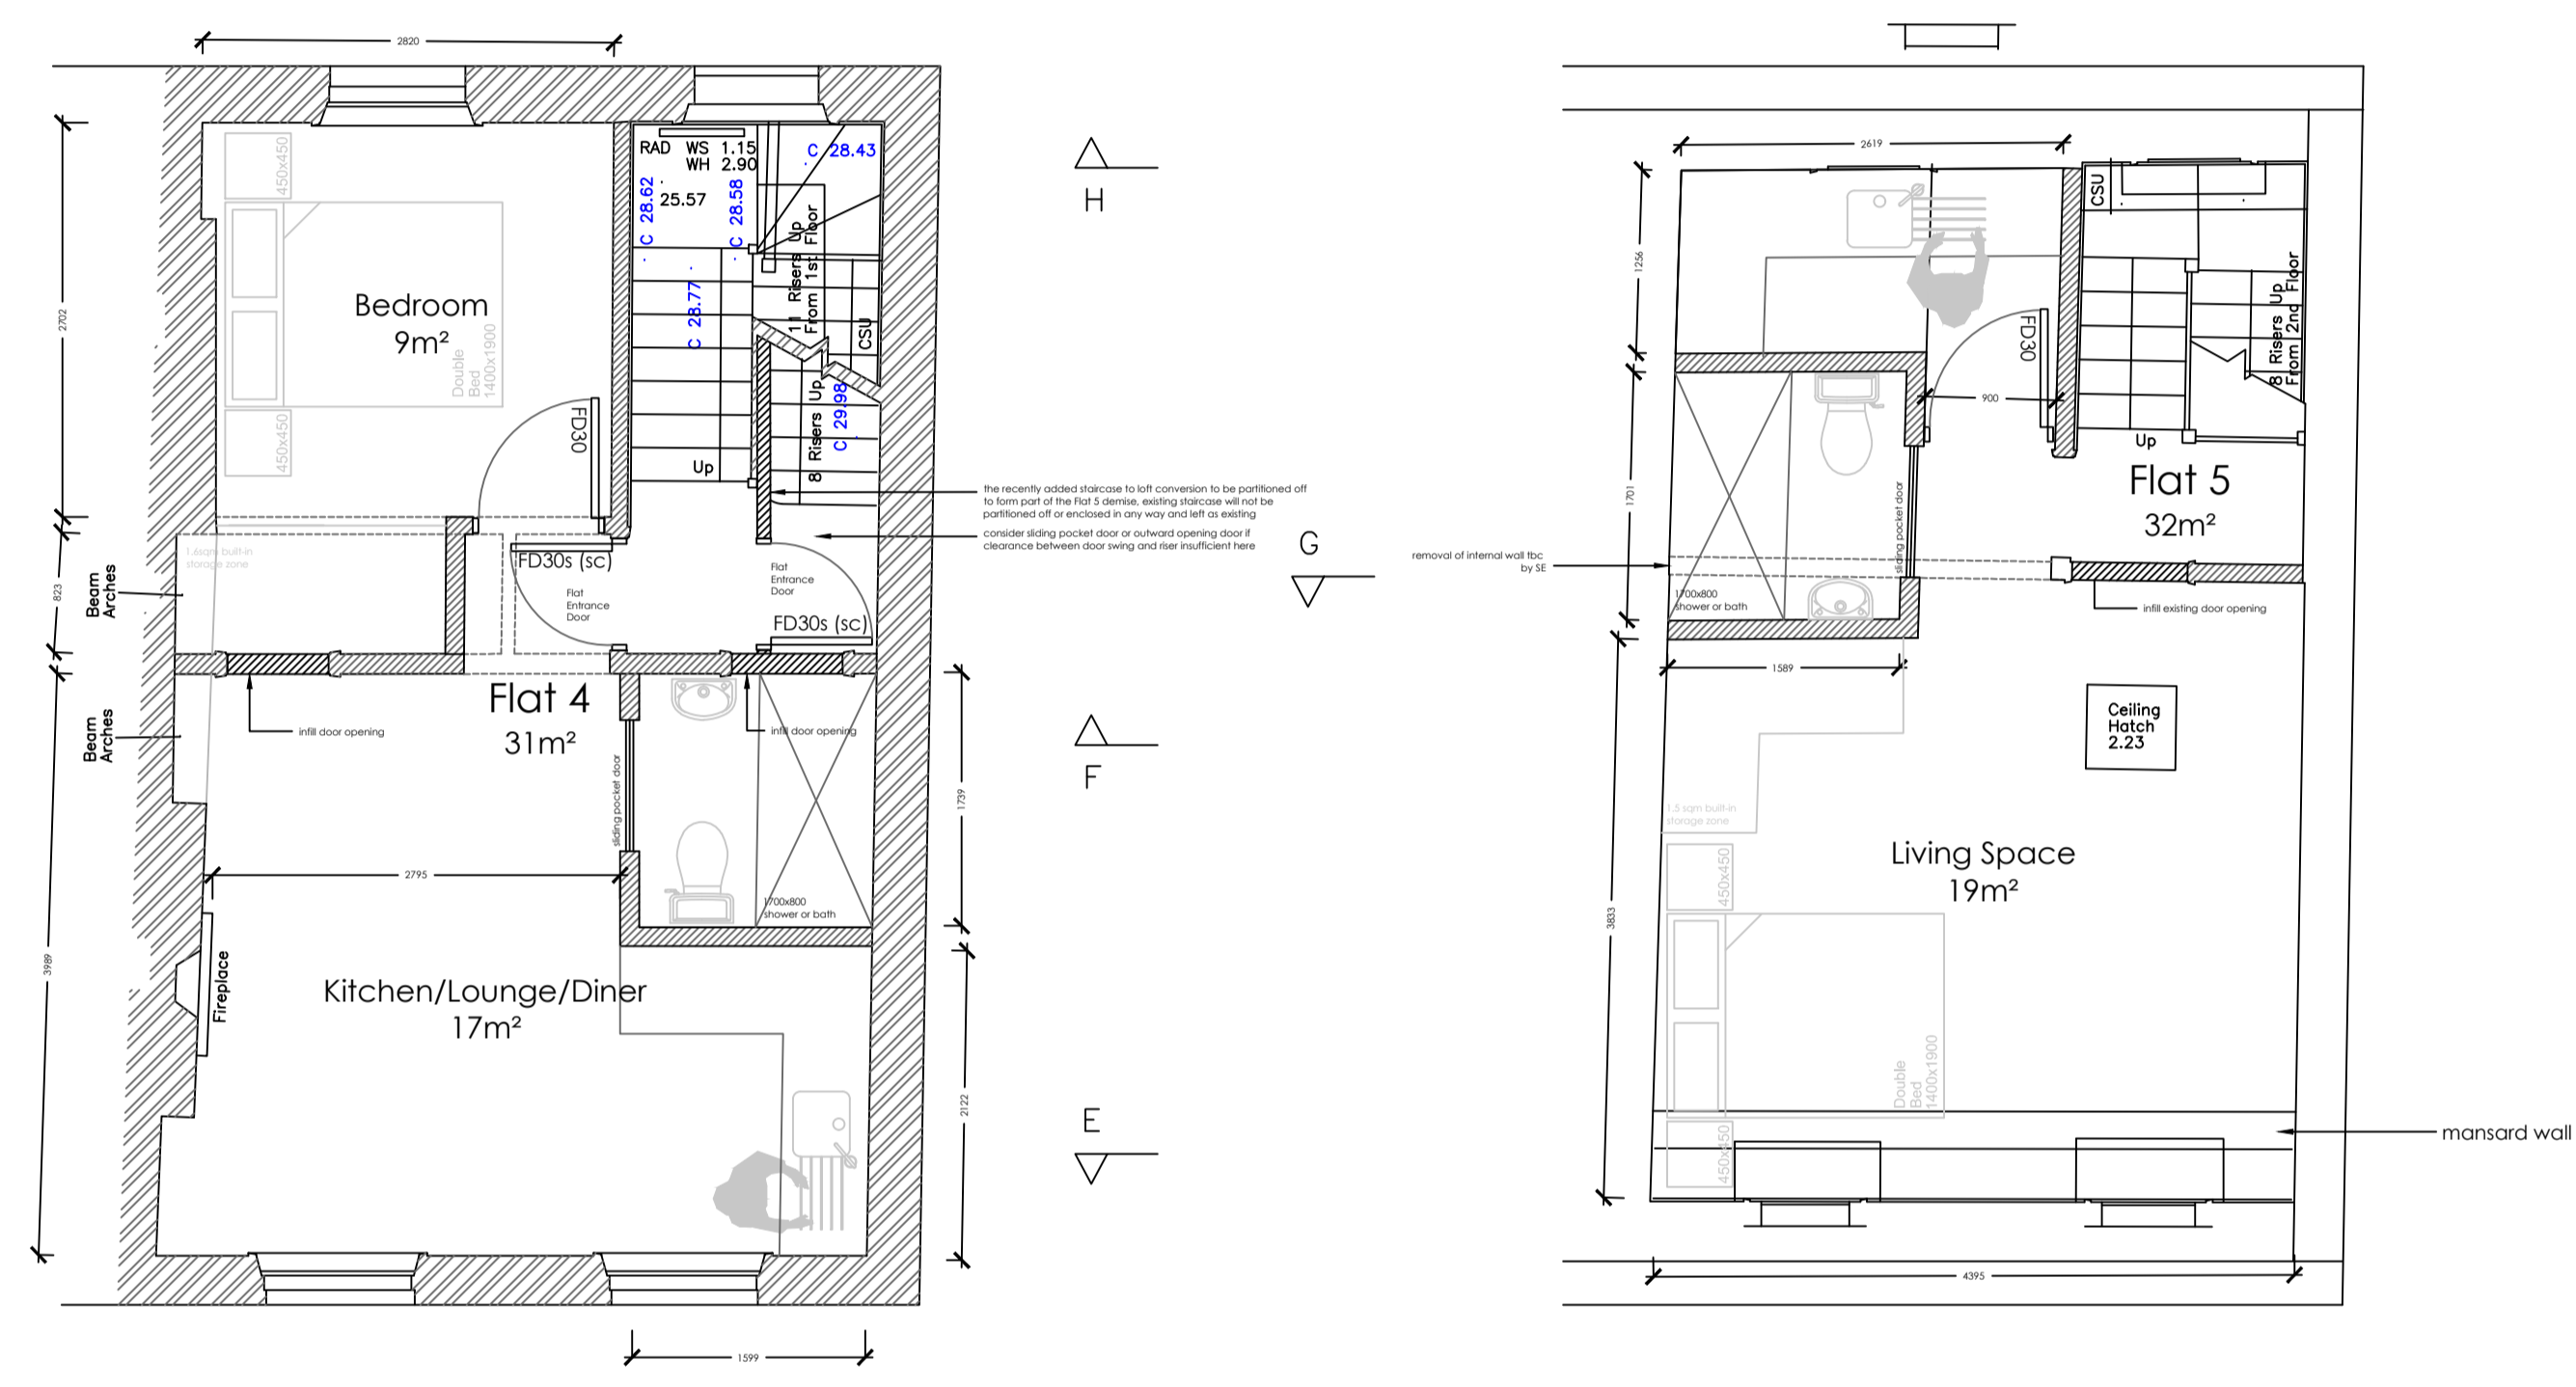 2820
RAD WS 1.15
WH 2.90
C 28.43
C 28.62
25.57
C 28.58
450x450
2702
Bedroom
9m²
Double
Bed
1400x1900
450x450
FD30
C 28.77
11 Risers Up
From 1st Floor
CSU
8 Risers Up
C 29.98
Up
the recently added staircase to loft conversion to be partitioned off
to form part of the Flat 5 demise, existing staircase will not be
partitioned off or enclosed in any way and left as existing
consider sliding pocket door or outward opening door if
clearance between door swing and riser insufficient here
1.6sqm built-in
storage zone
FD30s (sc)
Flat
Entrance
Door
Flat
Entrance
Door
FD30s (sc)
823
Beam
Arches
Beam
Arches
infill door opening
Flat 4
31m²
infill door opening
sliding pocket door
1700x800
shower or bath
1739
2795
3989
Fireplace
Kitchen/Lounge/Diner
17m²
2122
1599
H
G
F
E
2619
1256
CSU
8 Risers Up
From 2nd Floor
FD30
900
Up
1701
Flat 5
32m²
sliding pocket door
removal of internal wall tbc
by SE
1700x800
shower or bath
infill existing door opening
1589
Ceiling
Hatch
2.23
1.5 sqm built-in
storage zone
Living Space
19m²
450x450
3833
Double
Bed
1400x1900
450x450
mansard wall
4395